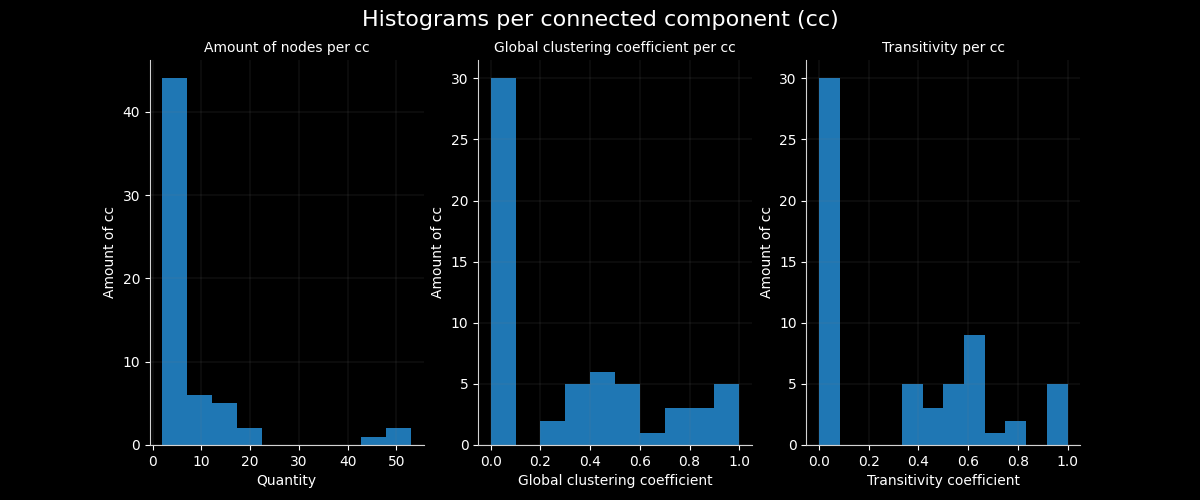 Histograms per connected component (cc)
Amount of nodes per cc
Global clustering coefficient per cc
Transitivity per cc
Amount of cc
40
30
20
10
0
0 10 20 30 40 50
Quantity
Amount of cc
30
25
20
15
10
5
0
0.0 0.2 0.4 0.6 0.8 1.0
Global clustering coefficient
Amount of cc
30
25
20
15
10
5
0
0.0 0.2 0.4 0.6 0.8 1.0
Transitivity coefficient